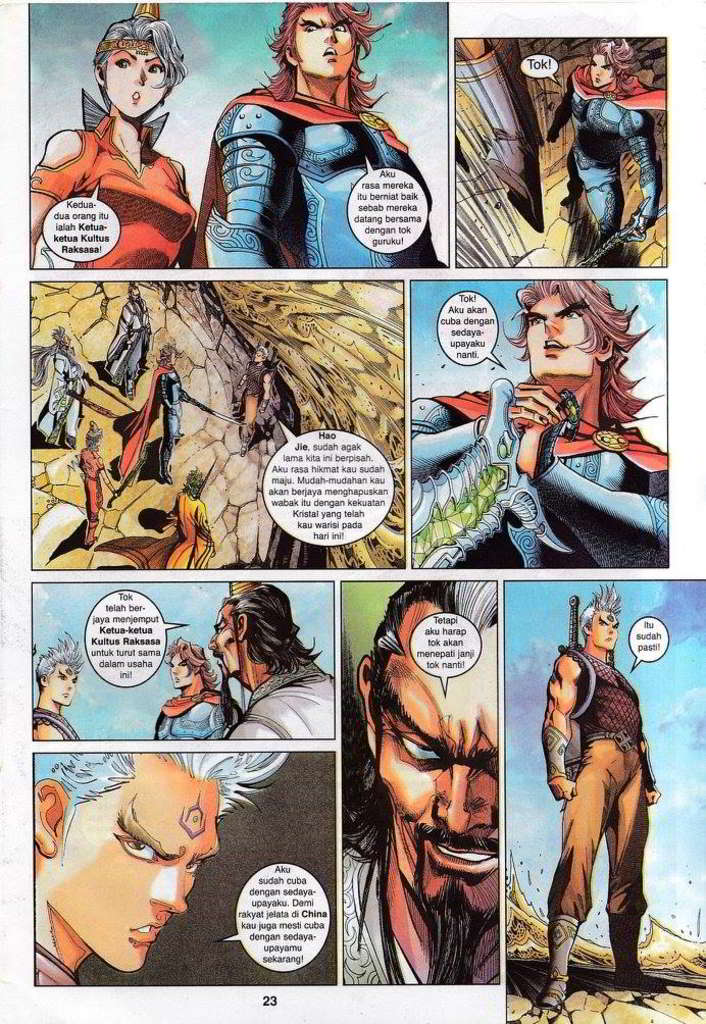 Kedua-
dua orang itu
ialah Ketua-
ketua Kultus
Raksasa!
Aku
rasa mereka
itu berniat baik
sebab mereka
datang bersama
dengan tok
guruku!
Tok!
Hao
Jie, sudah agak
lama kita ini berpisah.
Aku rasa hikmat kau sudah
maju. Mudah-mudahan kau
akan berjaya menghapuskan
wabak itu dengan kekuatan
Kristal yang telah
kau warisi pada
hari ini!
Tok!
Aku akan
cuba dengan
sedaya-
upayaku
nanti.
Tok
telah ber-
jaya menjemput
Ketua-ketua
Kultus Raksasa
untuk turut sama
dalam usaha
ini!
Tetapi
aku harap
tok akan
menepati janji
tok nanti!
Itu
sudah
pasti!
Aku
sudah cuba
dengan sedaya-
upayaku. Demi
rakyat jelata di China
kau juga mesti cuba
dengan sedaya-
upayamu
sekarang!
23